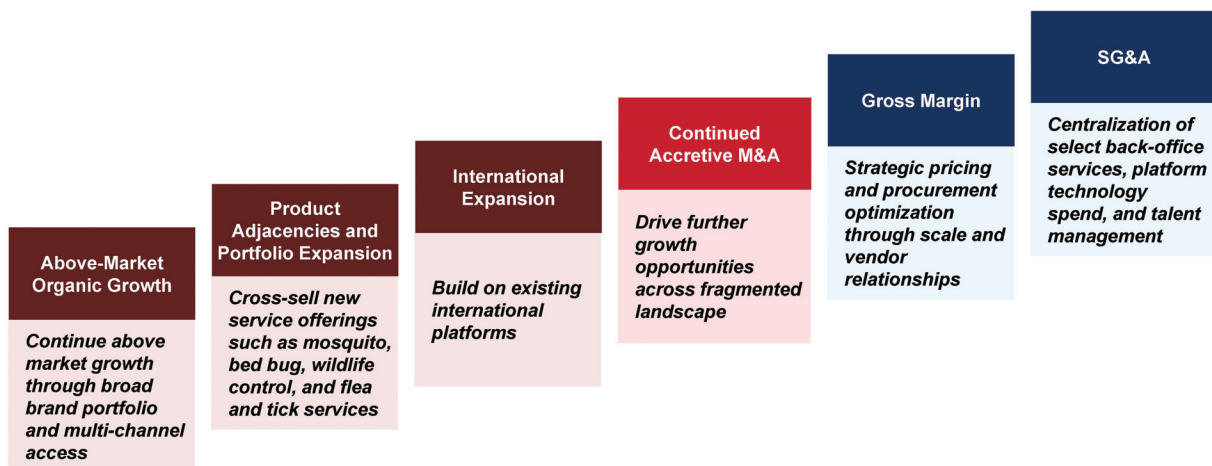 Above-Market
Organic Growth
Continue above
market growth
through broad
brand portfolio
and multi-channel
access
Product
Adjacencies and
Portfolio Expansion
Cross-sell new
service offerings
such as mosquito,
bed bug, wildlife
control, and flea
and tick services
International
Expansion
Build on existing
international
platforms
Continued
Accretive M&A
Drive further
growth
opportunities
across fragmented
landscape
Gross Margin
Strategic pricing
and procurement
optimization
through scale and
vendor
relationships
SG&A
Centralization of
select back-office
services, platform
technology
spend, and talent
management